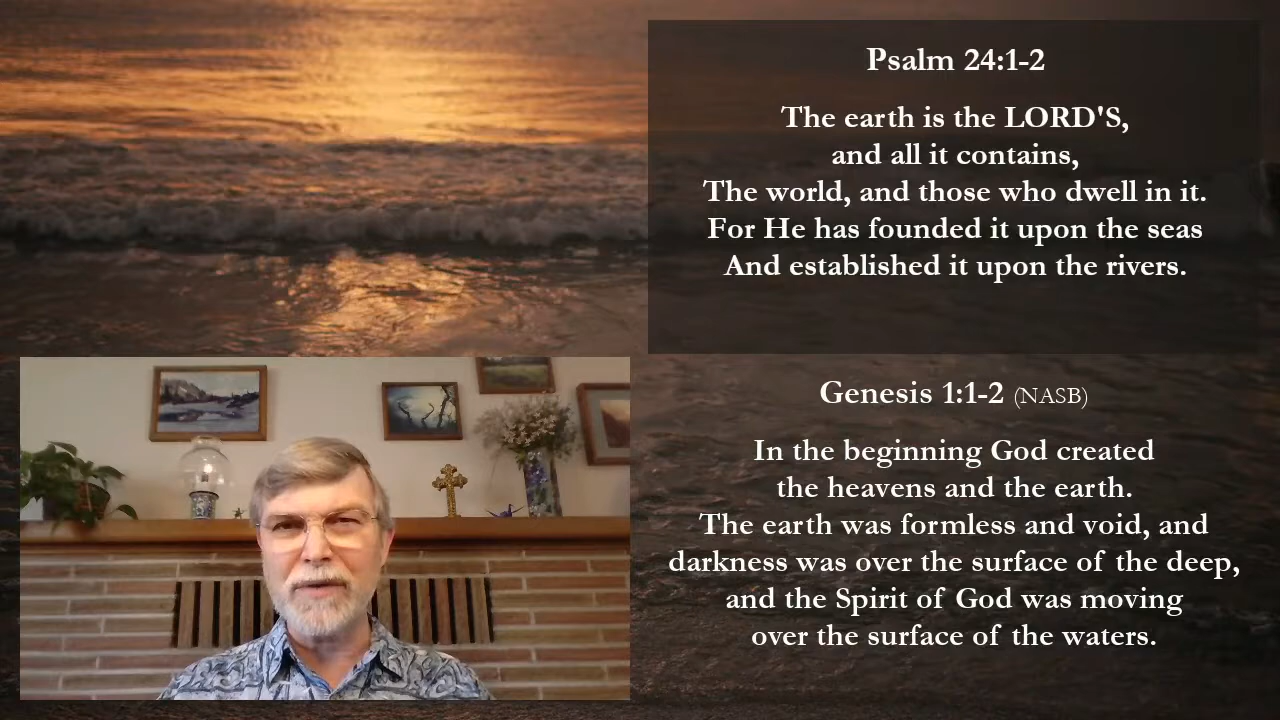 Psalm 24:1-2
The earth is the LORD'S,
and all it contains,
The world, and those who dwell in it.
For He has founded it upon the seas
And established it upon the rivers.
Genesis 1:1-2 (NASB)
In the beginning God created
the heavens and the earth.
The earth was formless and void, and
darkness was over the surface of the deep,
and the Spirit of God was moving
over the surface of the waters.